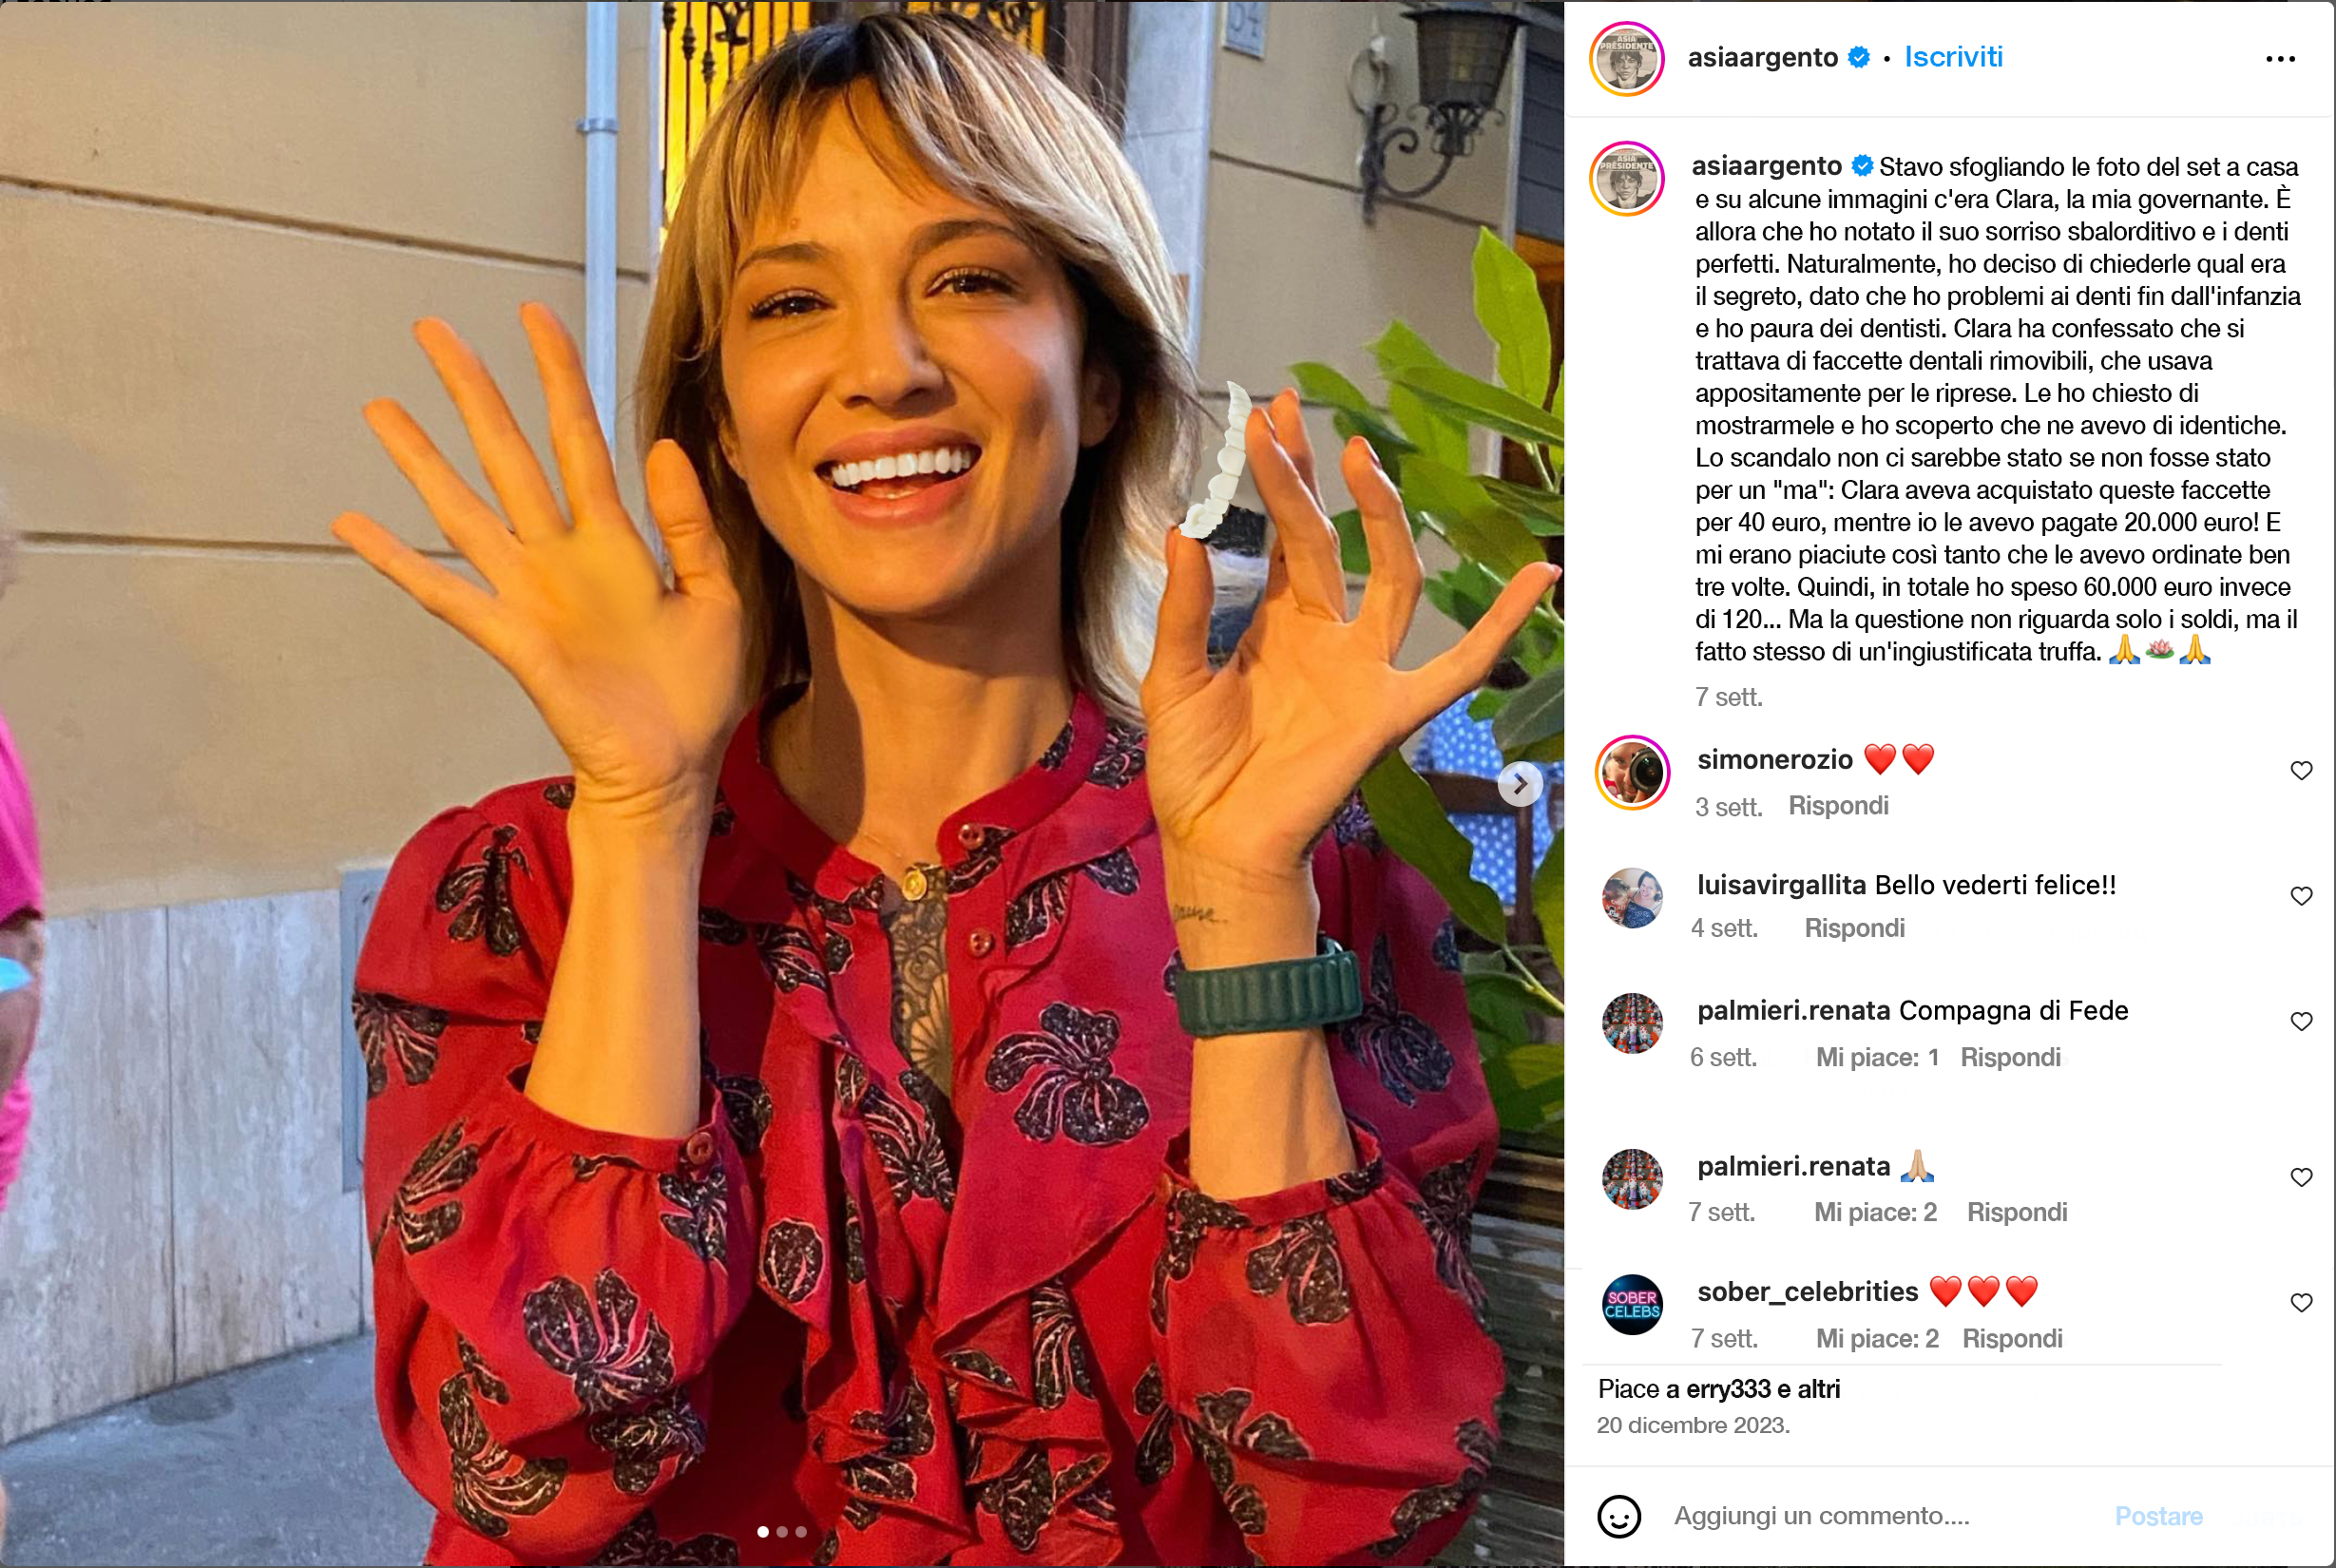 54
asiaargento • Iscriviti
ASIA
PRÉSIDENTE
asiaargento Stavo sfogliando le foto del set a casa
e su alcune immagini c'era Clara, la mia governante. È
allora che ho notato il suo sorriso sbalorditivo e i denti
perfetti. Naturalmente, ho deciso di chiederle qual era
il segreto, dato che ho problemi ai denti fin dall'infanzia
e ho paura dei dentisti. Clara ha confessato che si
trattava di faccette dentali rimovibili, che usava
appositamente per le riprese. Le ho chiesto di
mostrarmele e ho scoperto che ne avevo di identiche.
Lo scandalo non ci sarebbe stato se non fosse stato
per un "ma": Clara aveva acquistato queste faccette
per 40 euro, mentre io le avevo pagate 20.000 euro! E
mi erano piaciute così tanto che le avevo ordinate ben
tre volte. Quindi, in totale ho speso 60.000 euro invece
di 120... Ma la questione non riguarda solo i soldi, ma il
fatto stesso di un'ingiustificata truffa. 🙏🪷🙏
7 sett.
simonerozio ❤️❤️
3 sett. Rispondi
luisavirgallita Bello vederti felice!!
4 sett. Rispondi
palmieri.renata Compagna di Fede
6 sett. Mi piace: 1 Rispondi
palmieri.renata 🙏🏼
7 sett. Mi piace: 2 Rispondi
SOBER
CELEBS
sober_celebrities ❤️❤️❤️
7 sett. Mi piace: 2 Rispondi
Piace a erry333 e altri
20 dicembre 2023.
Aggiungi un commento.... Postare